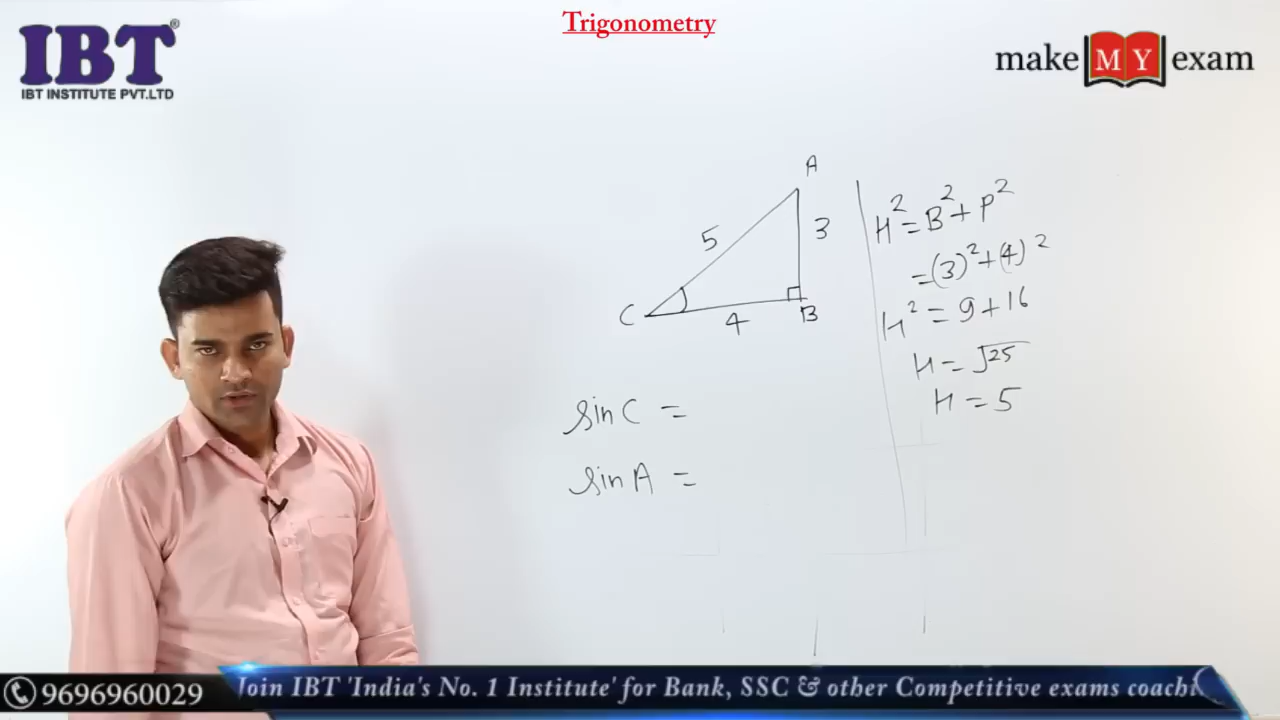 Trigonometry
IBT®
IBT INSTITUTE PVT.LTD
make MY exam
A
5
3
C
4
B
H² = B² + P²
= (3)² + (4)²
H² = 9 + 16
H = √25
H = 5
sin C =
sin A =
9696960029
Join IBT 'India's No. 1 Institute' for Bank, SSC & other Competitive exams coachi